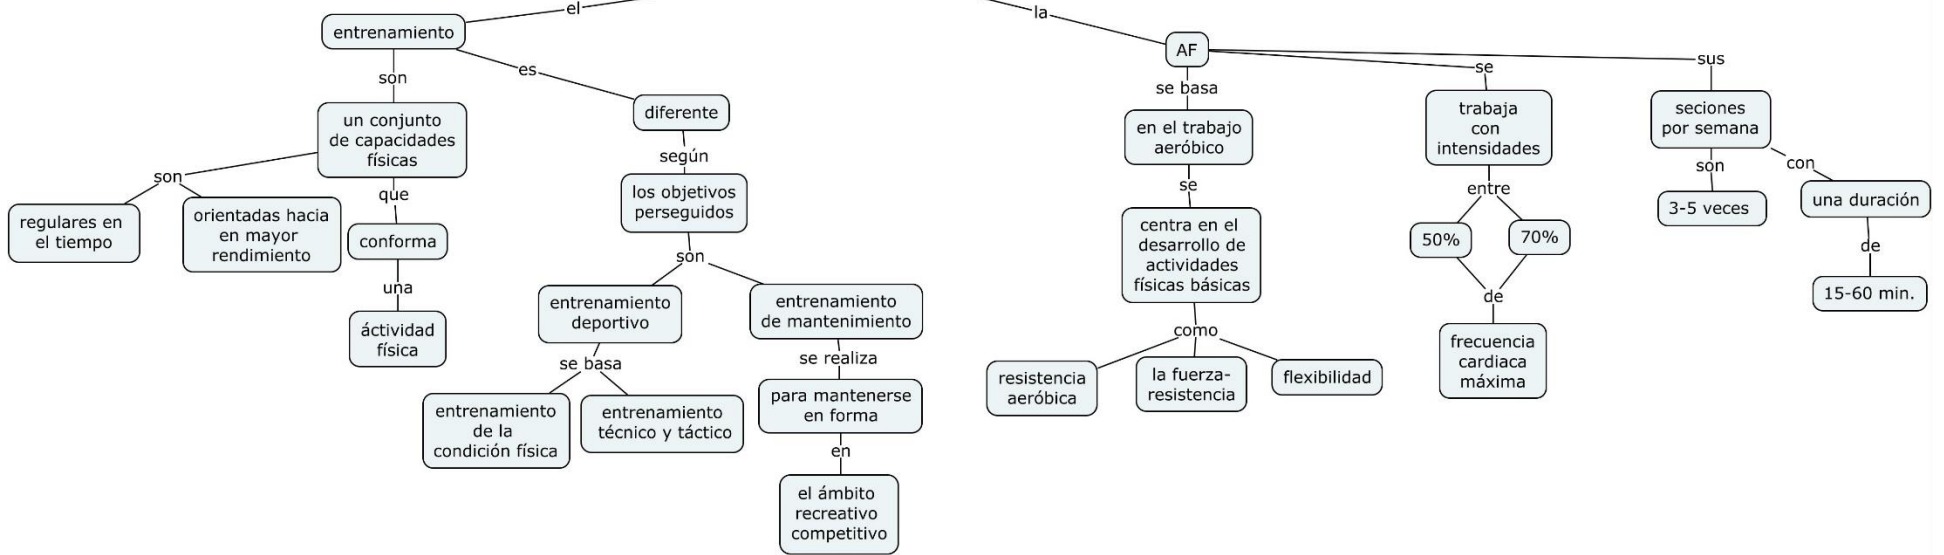 el
la
entrenamiento
AF
son
es
se basa
se
sus
un conjunto
de capacidades
físicas
diferente
en el trabajo
aeróbico
trabaja
con
intensidades
seciones
por semana
son
que
según
se
entre
son
con
regulares en
el tiempo
orientadas hacia
en mayor
rendimiento
conforma
los objetivos
perseguidos
centra en el
desarrollo de
actividades
físicas básicas
50%
70%
3-5 veces
una duración
una
son
como
de
de
áctividad
física
entrenamiento
deportivo
entrenamiento
de mantenimiento
resistencia
aeróbica
la fuerza-
resistencia
flexibilidad
frecuencia
cardiaca
máxima
15-60 min.
se basa
se realiza
entrenamiento
de la
condición física
entrenamiento
técnico y táctico
para mantenerse
en forma
en
el ámbito
recreativo
competitivo